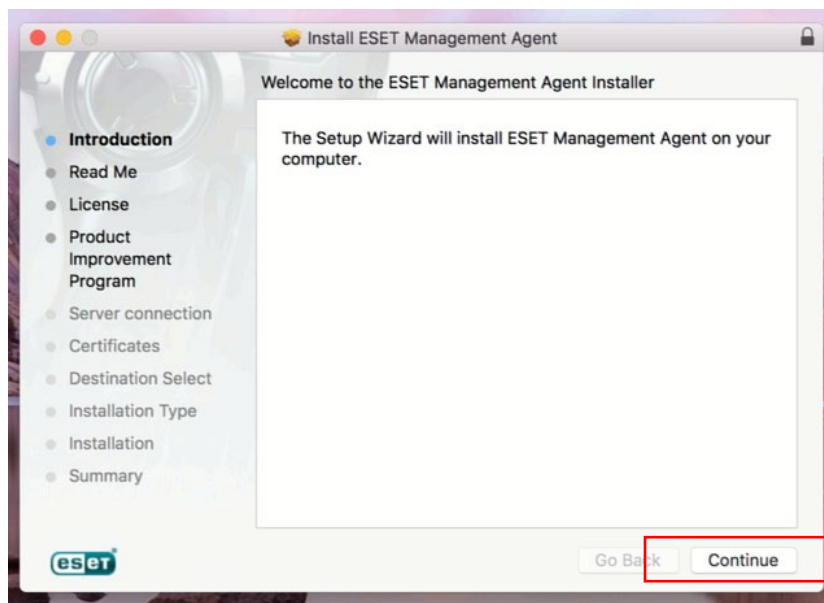 Install ESET Management Agent
Welcome to the ESET Management Agent Installer
Introduction
Read Me
License
Product
Improvement
Program
Server connection
Certificates
Destination Select
Installation Type
Installation
Summary
The Setup Wizard will install ESET Management Agent on your
computer.
eset
Go Back
Continue